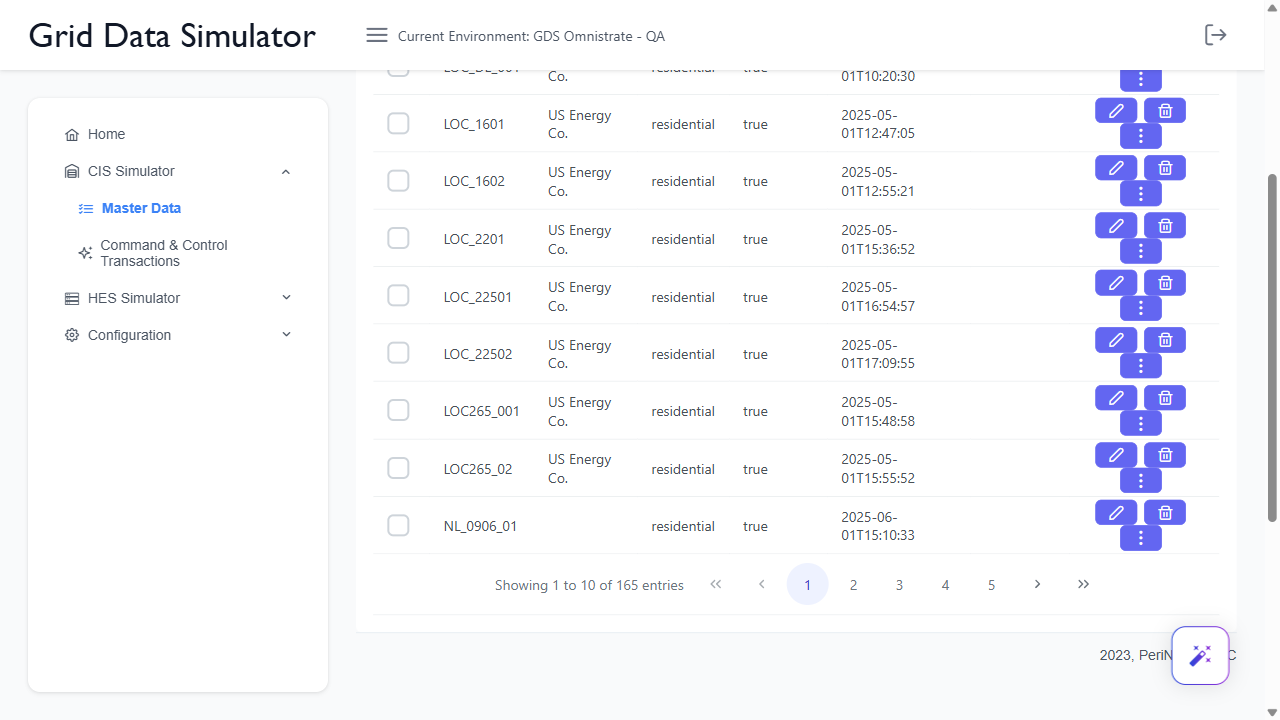 Grid Data Simulator
Current Environment: GDS Omnistrate - QA
Home
CIS Simulator
Master Data
Command & Control
Transactions
HES Simulator
Configuration
Co.
01T10:20:30
LOC_1601 US Energy Co. residential true 2025-05-01T12:47:05
LOC_1602 US Energy Co. residential true 2025-05-01T12:55:21
LOC_2201 US Energy Co. residential true 2025-05-01T15:36:52
LOC_22501 US Energy Co. residential true 2025-05-01T16:54:57
LOC_22502 US Energy Co. residential true 2025-05-01T17:09:55
LOC265_001 US Energy Co. residential true 2025-05-01T15:48:58
LOC265_02 US Energy Co. residential true 2025-05-01T15:55:52
NL_0906_01 residential true 2025-06-01T15:10:33
Showing 1 to 10 of 165 entries « ‹ 1 2 3 4 5 › »
2023,